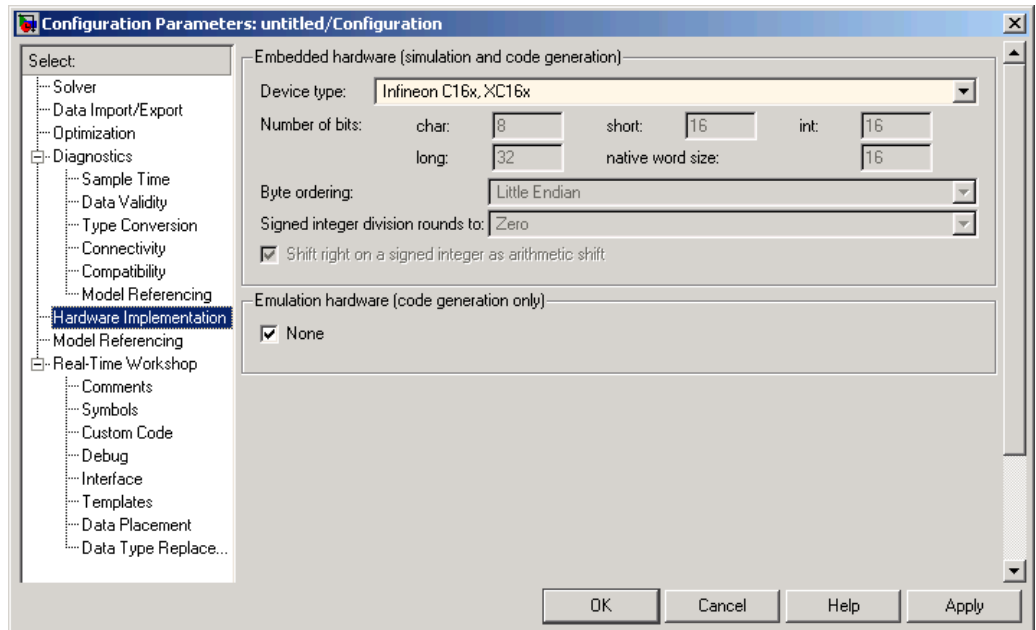 Configuration Parameters: untitled/Configuration
Select:
Solver
Data Import/Export
Optimization
Diagnostics
Sample Time
Data Validity
Type Conversion
Connectivity
Compatibility
Model Referencing
Hardware Implementation
Model Referencing
Real-Time Workshop
Comments
Symbols
Custom Code
Debug
Interface
Templates
Data Placement
Data Type Replace...
Embedded hardware (simulation and code generation)
Device type: Infineon C16x, XC16x
Number of bits: char: 8 short: 16 int: 16
long: 32 native word size: 16
Byte ordering: Little Endian
Signed integer division rounds to: Zero
Shift right on a signed integer as arithmetic shift
Emulation hardware (code generation only)
None
OK Cancel Help Apply